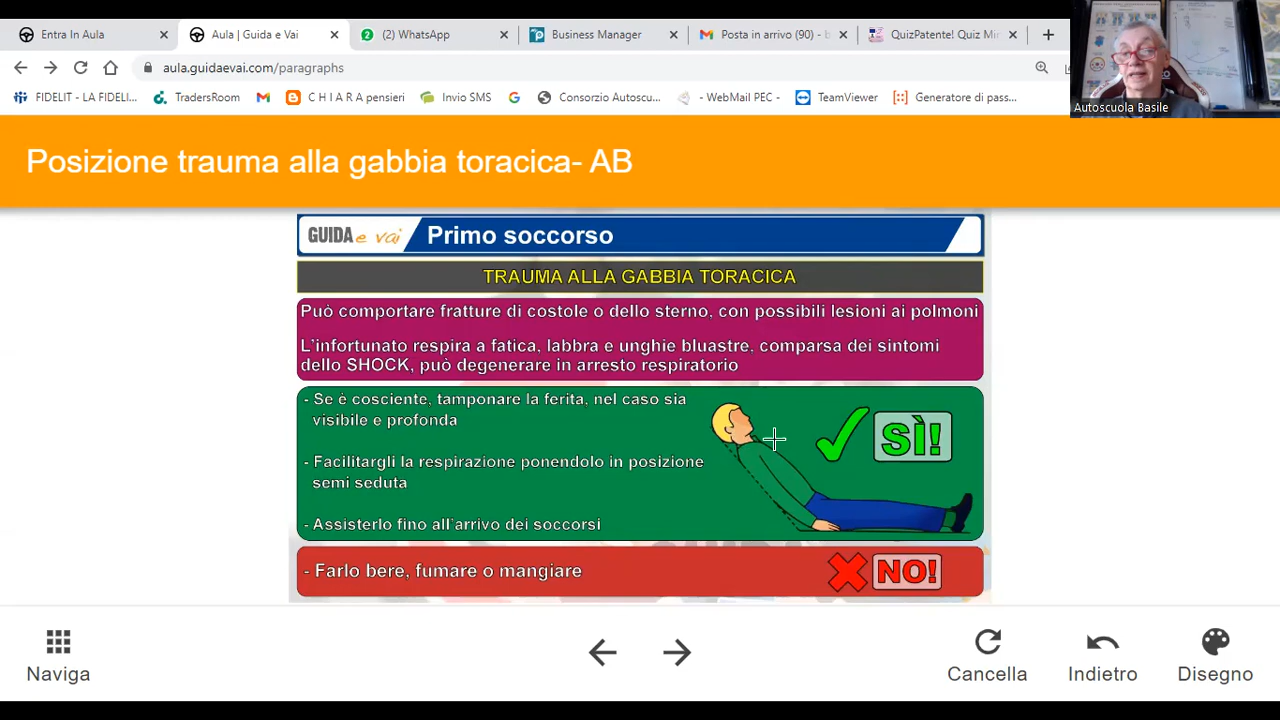 Entra In Aula
Aula | Guida e Vai
(2) WhatsApp
Business Manager
Posta in arrivo (90) - b
QuizPatente! Quiz Min
aula.guidaevai.com/paragraphs
FIDELIT - LA FIDELI...
TradersRoom
C H I A R A pensieri
Invio SMS
Consorzio Autoscu...
- WebMail PEC -
TeamViewer
Generatore di pass...
Autoscuola Basile
Posizione trauma alla gabbia toracica- AB
GUIDA e vai
Primo soccorso
TRAUMA ALLA GABBIA TORACICA
Può comportare fratture di costole o dello sterno, con possibili lesioni ai polmoni
L'infortunato respira a fatica, labbra e unghie bluastre, comparsa dei sintomi
dello SHOCK, può degenerare in arresto respiratorio
- Se è cosciente, tamponare la ferita, nel caso sia
visibile e profonda
- Facilitargli la respirazione ponendolo in posizione
semi seduta
- Assisterlo fino all'arrivo dei soccorsi
SÌ!
- Farlo bere, fumare o mangiare
NO!
Naviga
Cancella
Indietro
Disegno